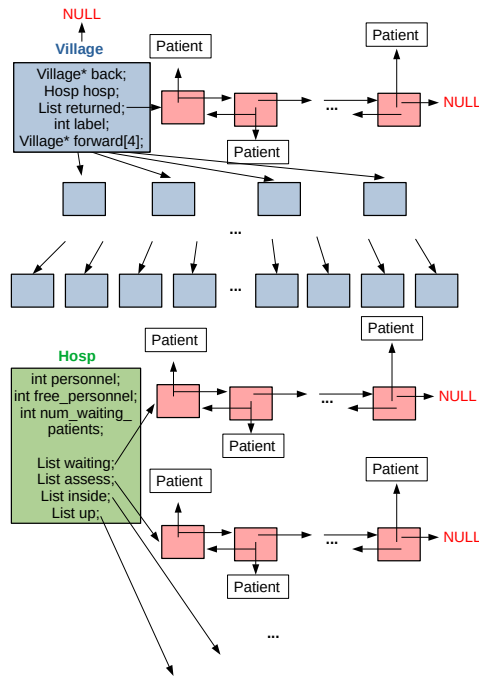 NULL
Village
Patient
Patient
Village* back;
Hosp hosp;
List returned;
int label;
Village* forward[4];
...
NULL
Patient
...
...
Hosp
Patient
Patient
int personnel;
int free_personnel;
int num_waiting_
patients;
...
NULL
Patient
List waiting;
List assess;
List inside;
List up;
Patient
Patient
...
NULL
Patient
...